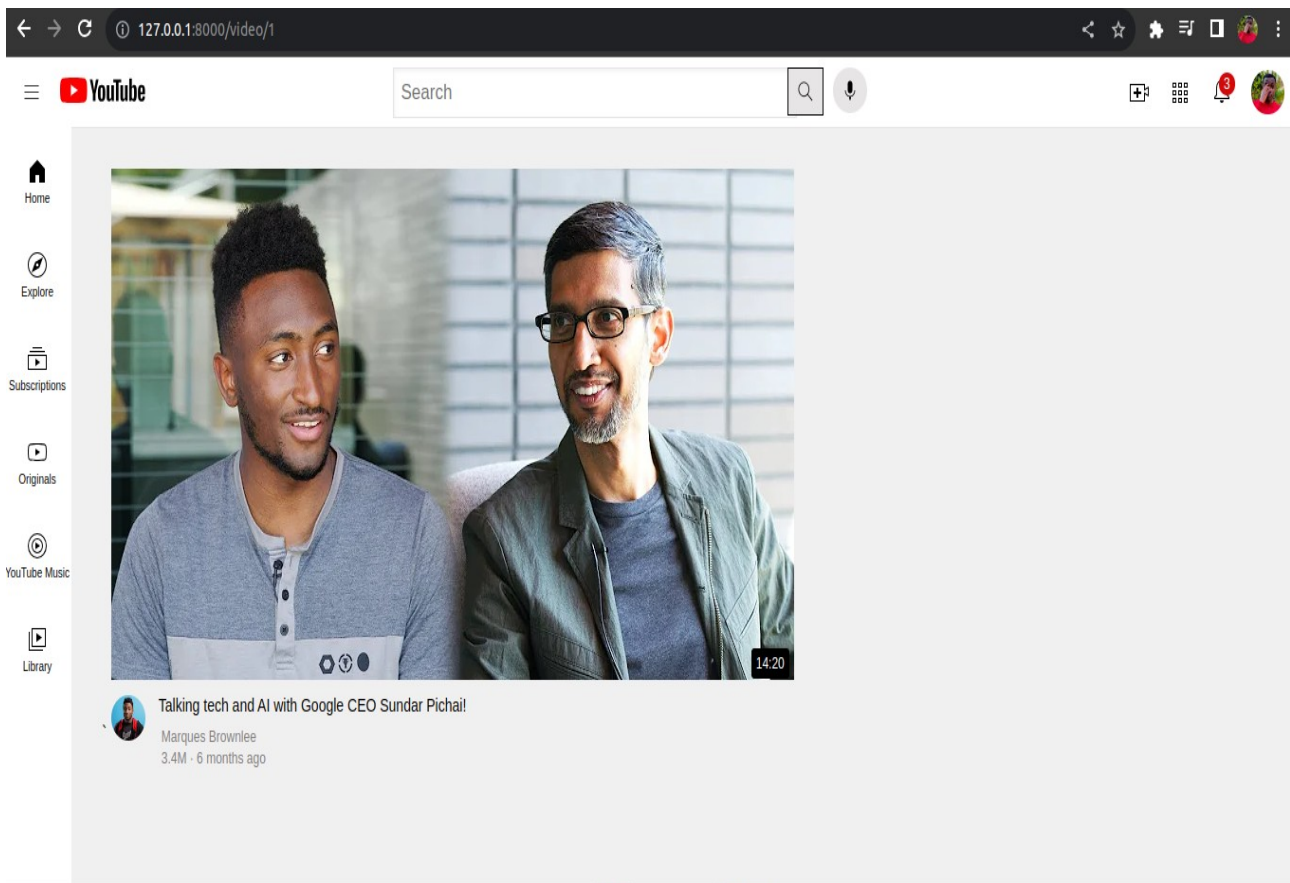 127.0.0.1:8000/video/1
YouTube
Search
3
Home
Explore
Subscriptions
Originals
YouTube Music
Library
14:20
Talking tech and AI with Google CEO Sundar Pichai!
Marques Brownlee
3.4M · 6 months ago